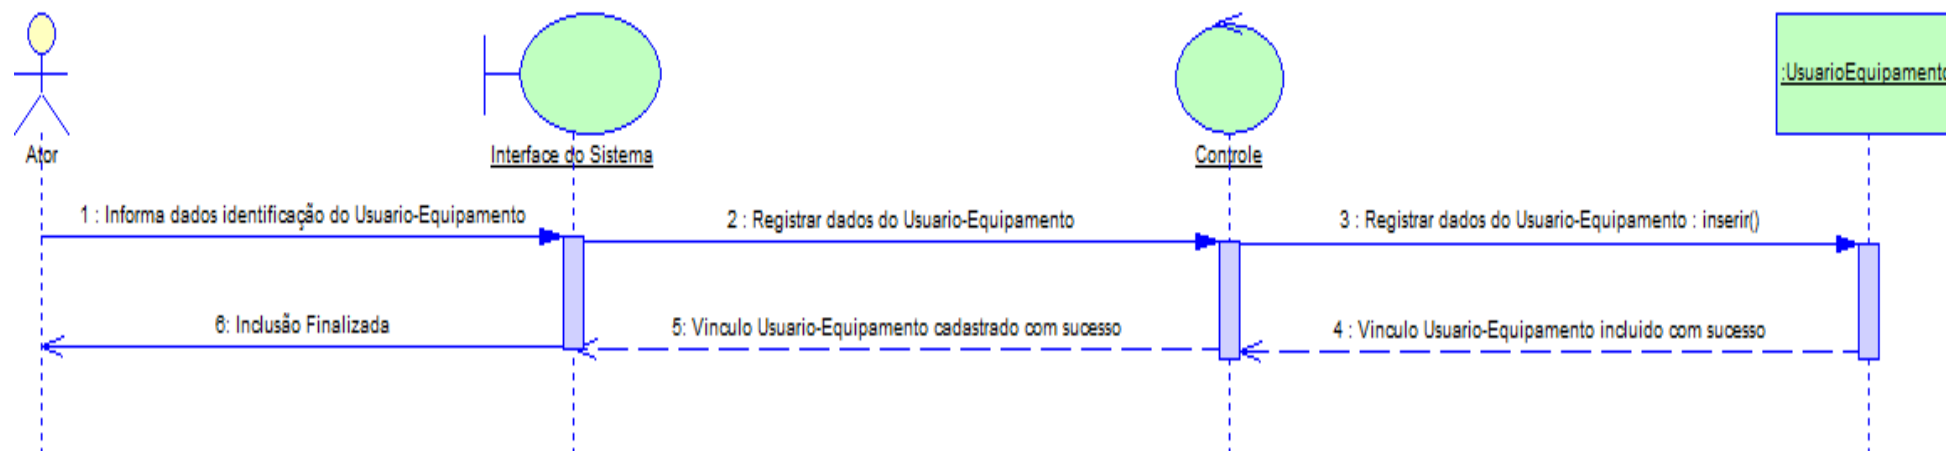 :UsuarioEquipamento
Ator
Interface do Sistema
Controle
1 : Informa dados identificação do Usuario-Equipamento
2 : Registrar dados do Usuario-Equipamento
3 : Registrar dados do Usuario-Equipamento : inserir()
6: Inclusão Finalizada
5: Vinculo Usuario-Equipamento cadastrado com sucesso
4 : Vinculo Usuario-Equipamento incluido com sucesso